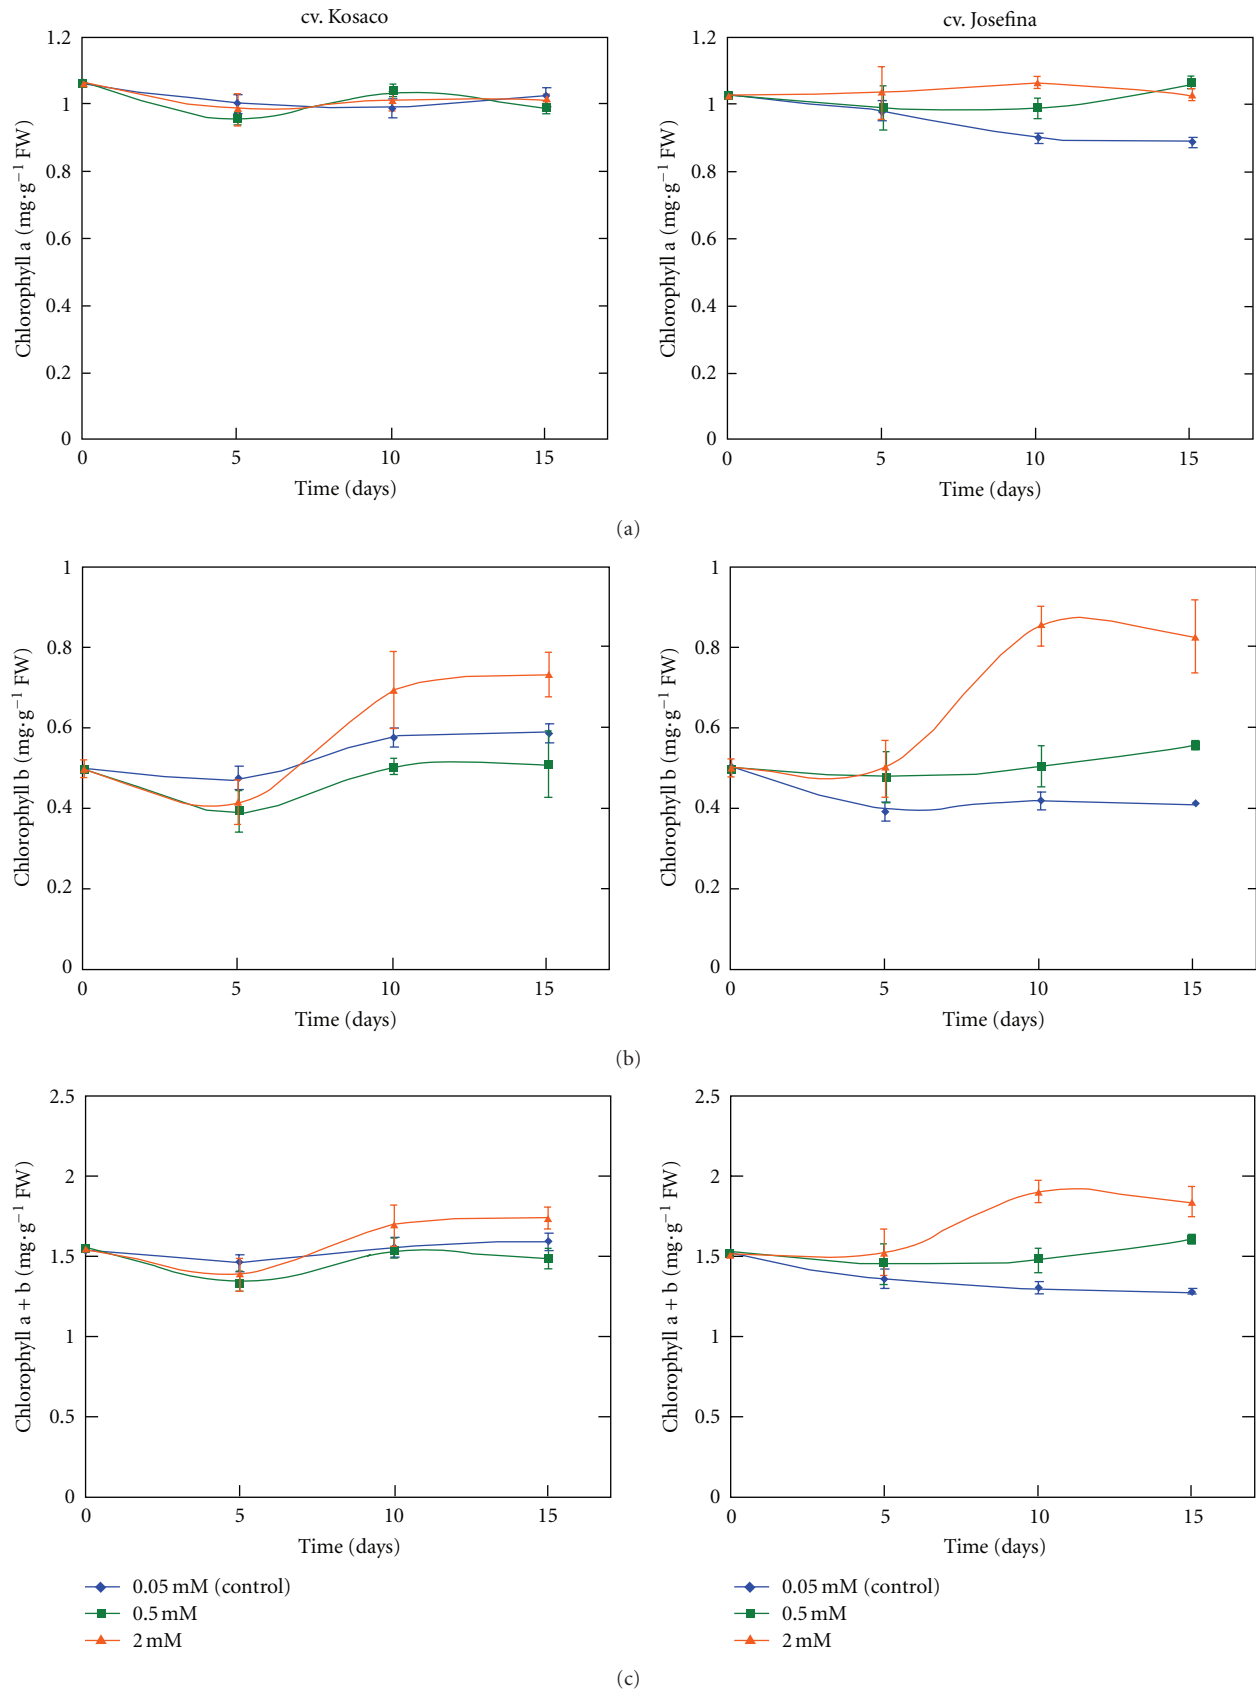 cv. Kosaco
Chlorophyll a (mg·g−1 FW)
1.2
1
0.8
0.6
0.4
0.2
0
0 5 10 15
Time (days)
cv. Josefina
Chlorophyll a (mg·g−1 FW)
1.2
1
0.8
0.6
0.4
0.2
0
0 5 10 15
Time (days)
(a)
Chlorophyll b (mg·g−1 FW)
1
0.8
0.6
0.4
0.2
0
0 5 10 15
Time (days)
Chlorophyll b (mg·g−1 FW)
1
0.8
0.6
0.4
0.2
0
0 5 10 15
Time (days)
(b)
Chlorophyll a + b (mg·g−1 FW)
2.5
2
1.5
1
0.5
0
0 5 10 15
Time (days)
0.05 mM (control)
0.5 mM
2 mM
Chlorophyll a + b (mg·g−1 FW)
2.5
2
1.5
1
0.5
0
0 5 10 15
Time (days)
0.05 mM (control)
0.5 mM
2 mM
(c)